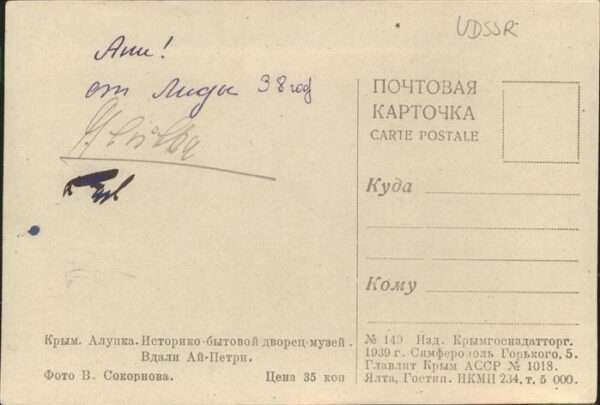 UDSSR
Ани!
от Лиды 38 год
ПОЧТОВАЯ
КАРТОЧКА
CARTE POSTALE
Куда
Кому
Крым. Алупка. Историко-бытовой дворец-музей.
Вдали Ай-Петри.
Фото В. Сокорнова. Цена 35 коп
№ 149 Изд. Крымгоснадатторг.
1939 г. Симферополь Горького, 5.
Главлит Крым АССР № 1018.
Ялта, Гостип. НКМП 234, т. 5 000.